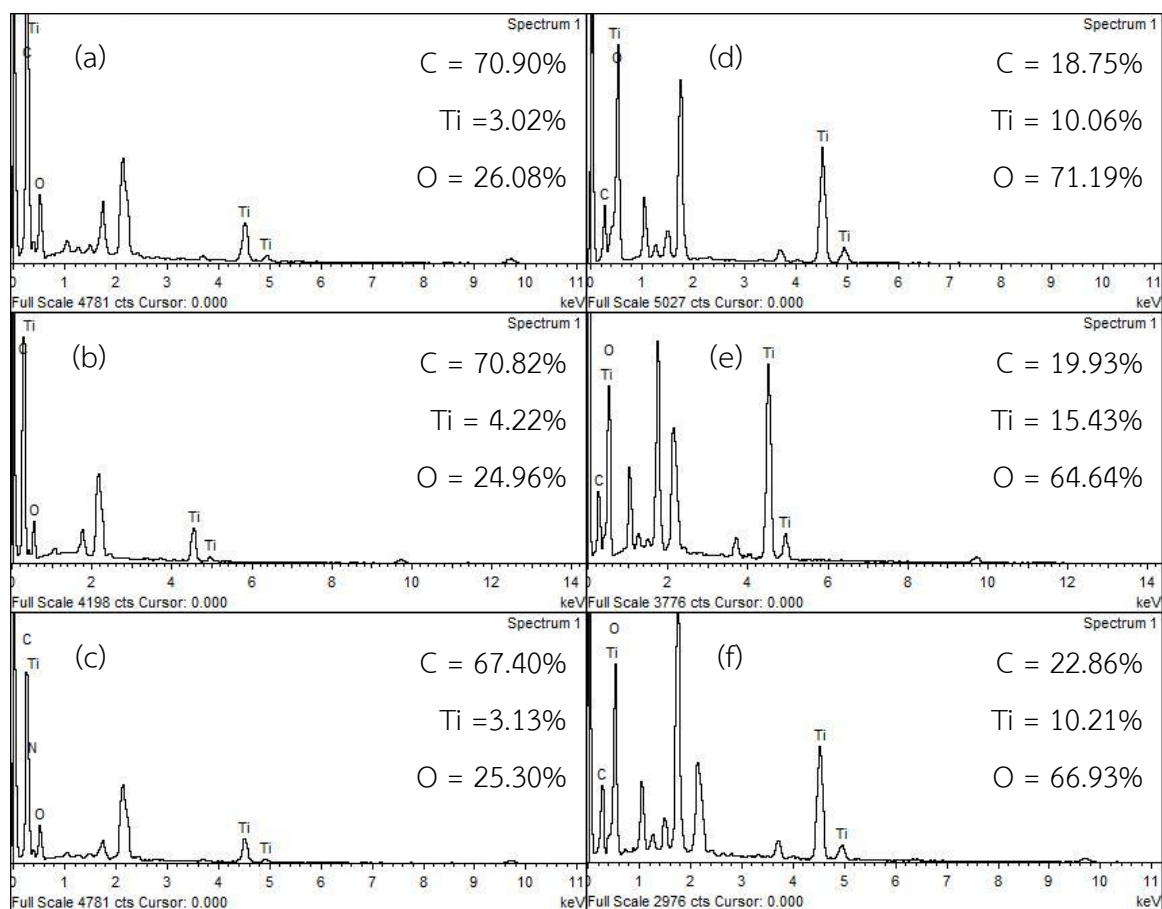 Spectrum 1
(a)
Ti
C
C = 70.90%
Ti =3.02%
O = 26.08%
O
Ti
Ti
0 1 2 3 4 5 6 7 8 9 10 11
Full Scale 4781 cts Cursor: 0.000 keV
Spectrum 1
(d)
Ti
O
C = 18.75%
Ti = 10.06%
O = 71.19%
C
Ti
Ti
0 1 2 3 4 5 6 7 8 9 10 11
Full Scale 5027 cts Cursor: 0.000 keV
Spectrum 1
(b)
Ti
C
C = 70.82%
Ti = 4.22%
O = 24.96%
O
Ti
Ti
0 2 4 6 8 10 12 14
Full Scale 4198 cts Cursor: 0.000 keV
Spectrum 1
(e)
O
Ti
Ti
C = 19.93%
Ti = 15.43%
O = 64.64%
C
Ti
0 2 4 6 8 10 12 14
Full Scale 3776 cts Cursor: 0.000 keV
Spectrum 1
(c)
C
Ti
C = 67.40%
Ti =3.13%
O = 25.30%
N
O
Ti
Ti
0 1 2 3 4 5 6 7 8 9 10 11
Full Scale 4781 cts Cursor: 0.000 keV
Spectrum 1
(f)
O
Ti
C = 22.86%
Ti = 10.21%
O = 66.93%
C
Ti
Ti
0 1 2 3 4 5 6 7 8 9 10 11
Full Scale 2976 cts Cursor: 0.000 keV